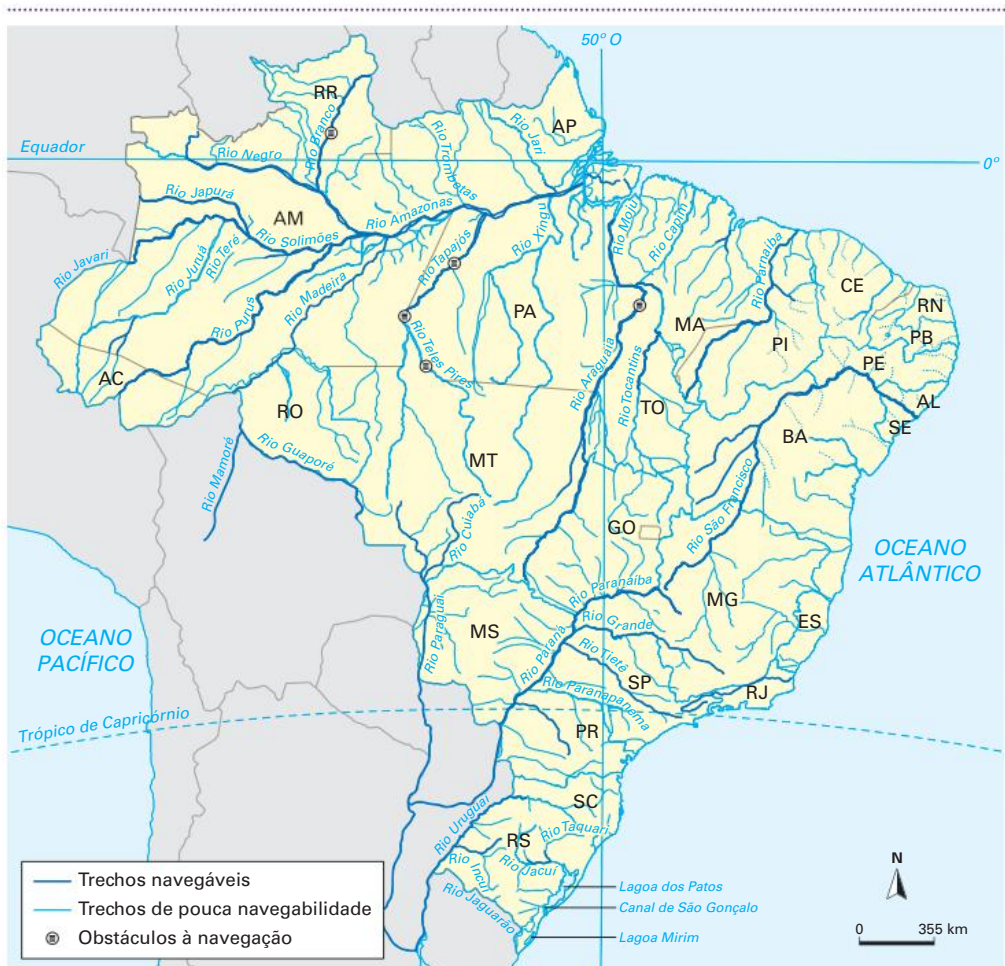 50º O
RR
AP
Rio Branco
Rio Jari
Rio Trombetas
Equador
0º
Rio Negro
Rio Japurá
AM
Rio Amazonas
Rio Solimões
Rio Javari
Rio Juruá
Rio Tefé
Rio Purus
Rio Madeira
Rio Tapajós
Rio Xingu
Rio Moju
Rio Capim
Rio Parnaíba
CE
RN
PB
PE
AL
SE
MA
PI
PA
AC
RO
Rio Teles Pires
Rio Araguaia
Rio Tocantins
TO
BA
Rio Mamoré
Rio Guaporé
MT
Rio Cuiabá
Rio São Francisco
GO
OCEANO
ATLÂNTICO
Rio Paranaíba
MG
ES
OCEANO
PACÍFICO
Rio Paraguai
MS
Rio Grande
Rio Paraná
Rio Tietê
SP
RJ
Rio Paranapanema
Trópico de Capricórnio
PR
SC
Rio Uruguai
RS
Rio Taquari
Rio Jacuí
Rio Incuí
Rio Jaguarão
Lagoa dos Patos
Canal de São Gonçalo
Lagoa Mirim
N
0 355 km
Trechos navegáveis
Trechos de pouca navegabilidade
Obstáculos à navegação